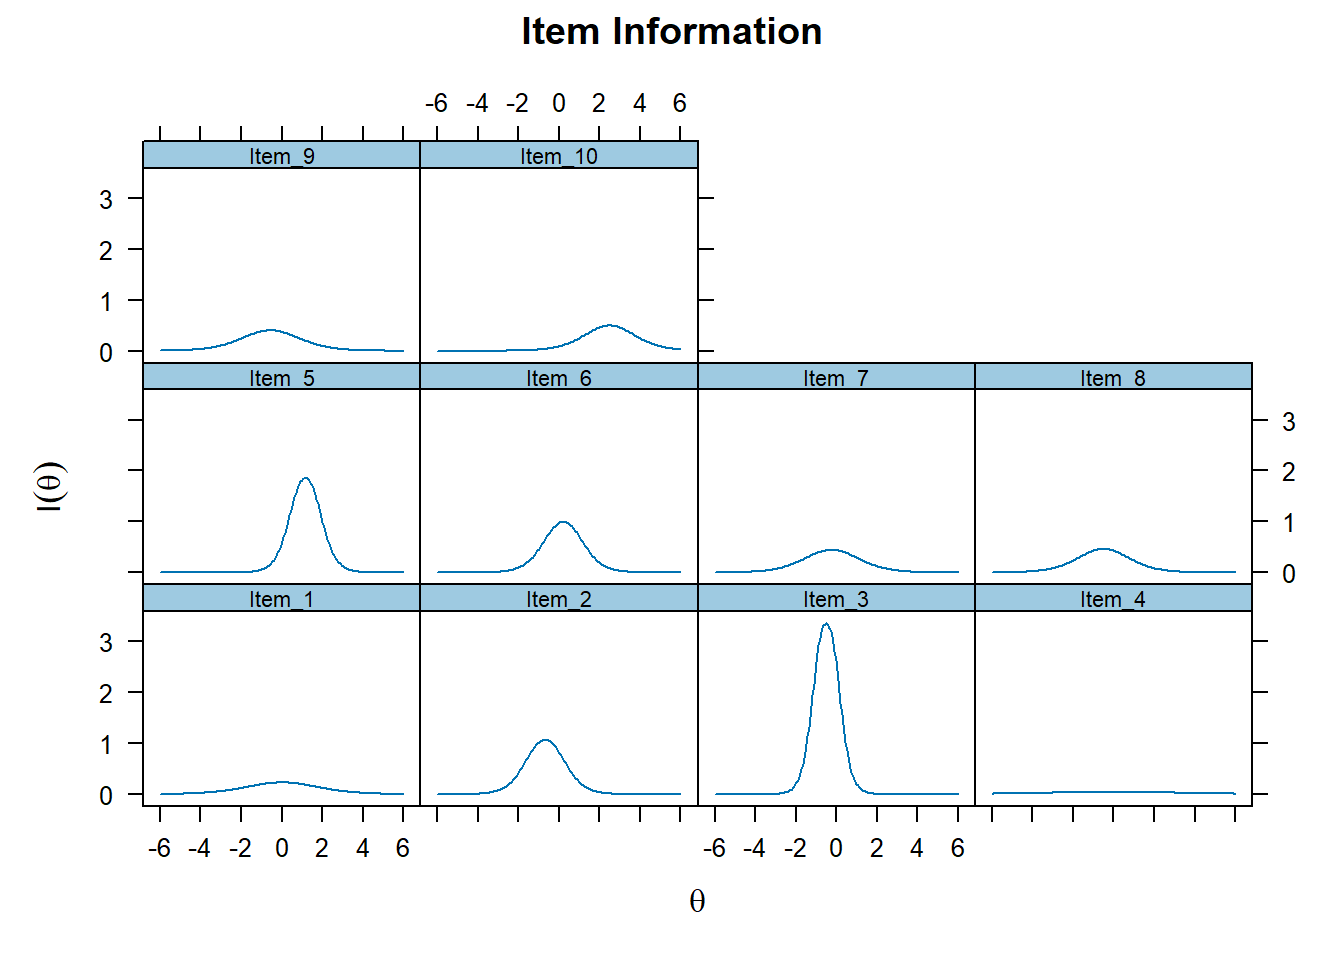 Item Information
-6 -4 -2 0 2 4 6
Item_9 Item_10
3
2
1
0
Item_5 Item_6 Item_7 Item_8
3
2
1
0
I(θ)
Item_1 Item_2 Item_3 Item_4
3
2
1
0
-6 -4 -2 0 2 4 6 -6 -4 -2 0 2 4 6
θ